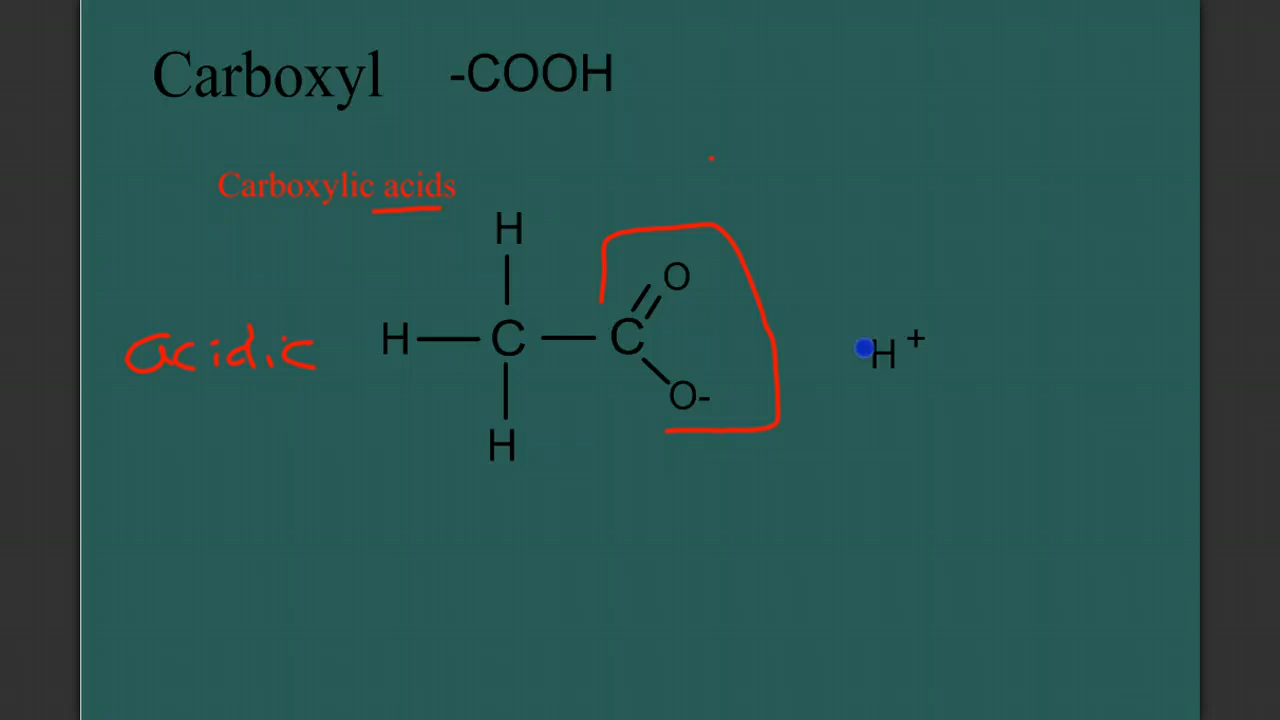 Carboxyl -COOH
Carboxylic acids
H
O
acidic H C C H +
O-
H